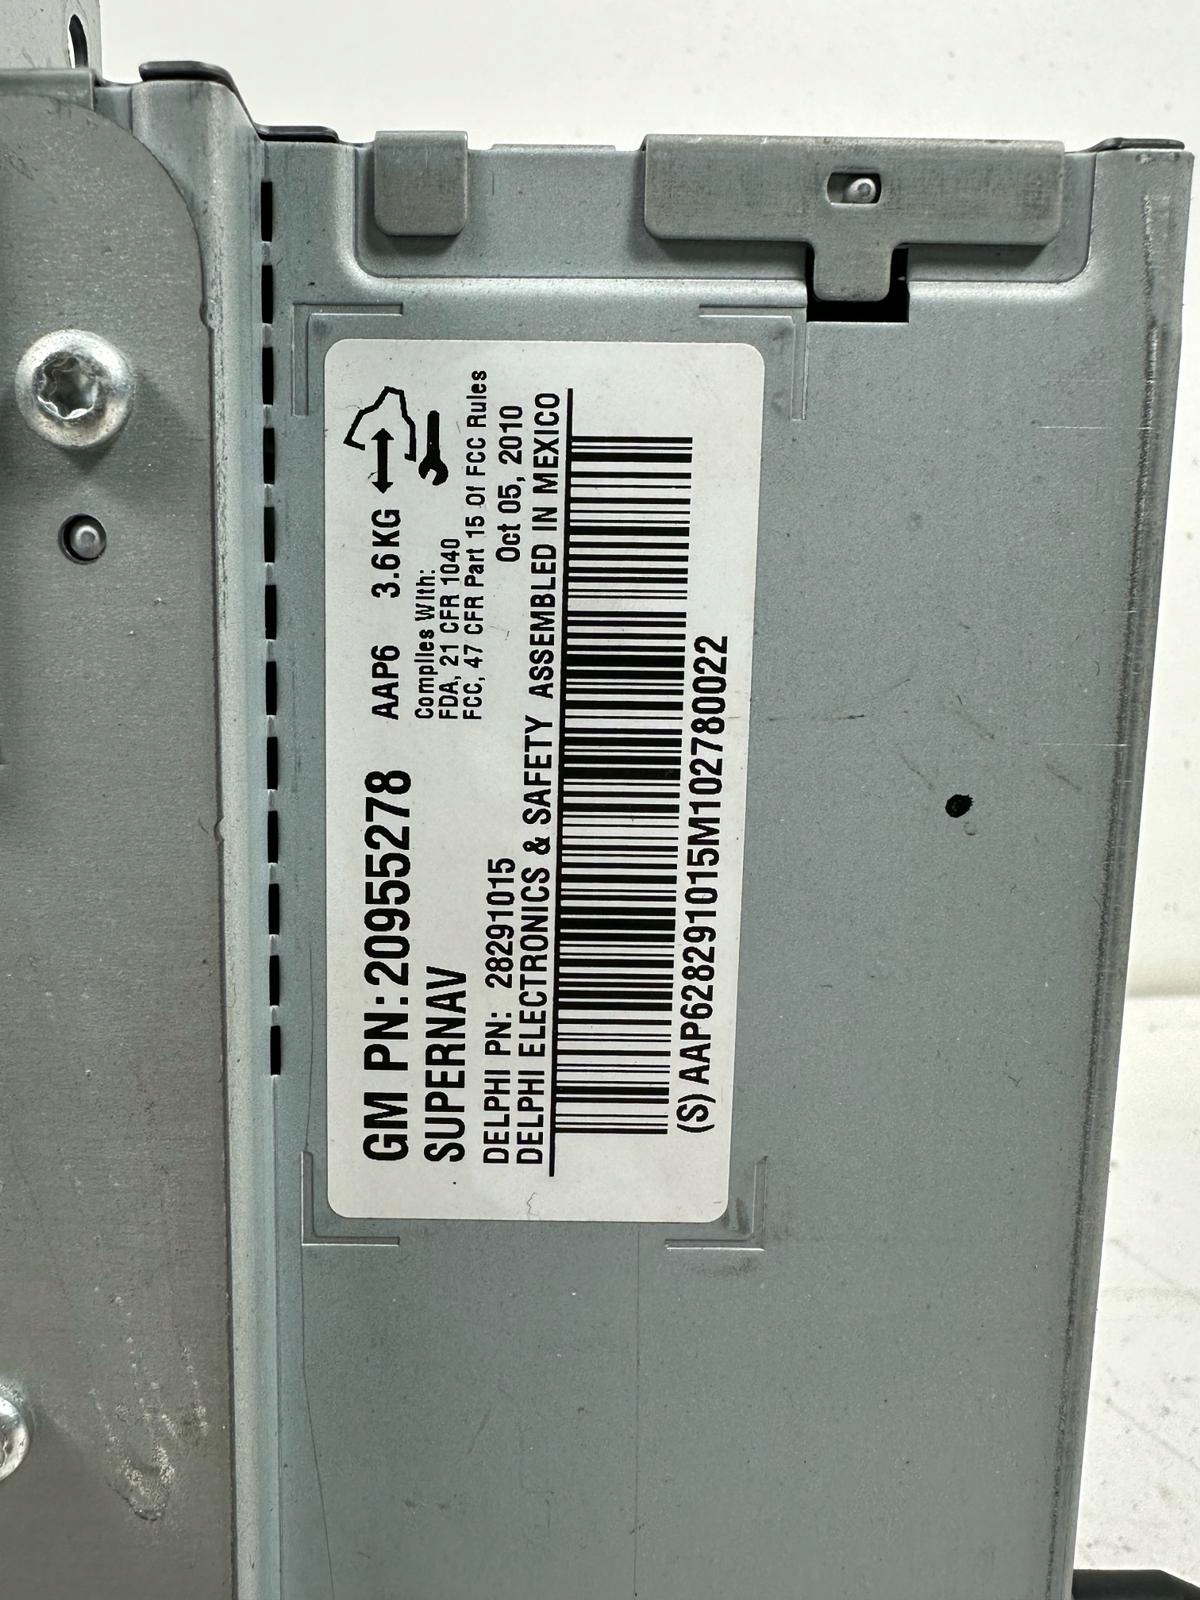 GM PN: 20955278 AAP6 3.6KG
SUPERNAV
Complies With:
FDA, 21 CFR 1040
FCC, 47 CFR Part 15 Of FCC Rules
DELPHI PN: 28291015 Oct 05, 2010
DELPHI ELECTRONICS & SAFETY ASSEMBLED IN MEXICO
(S) AAP628291015M102780022